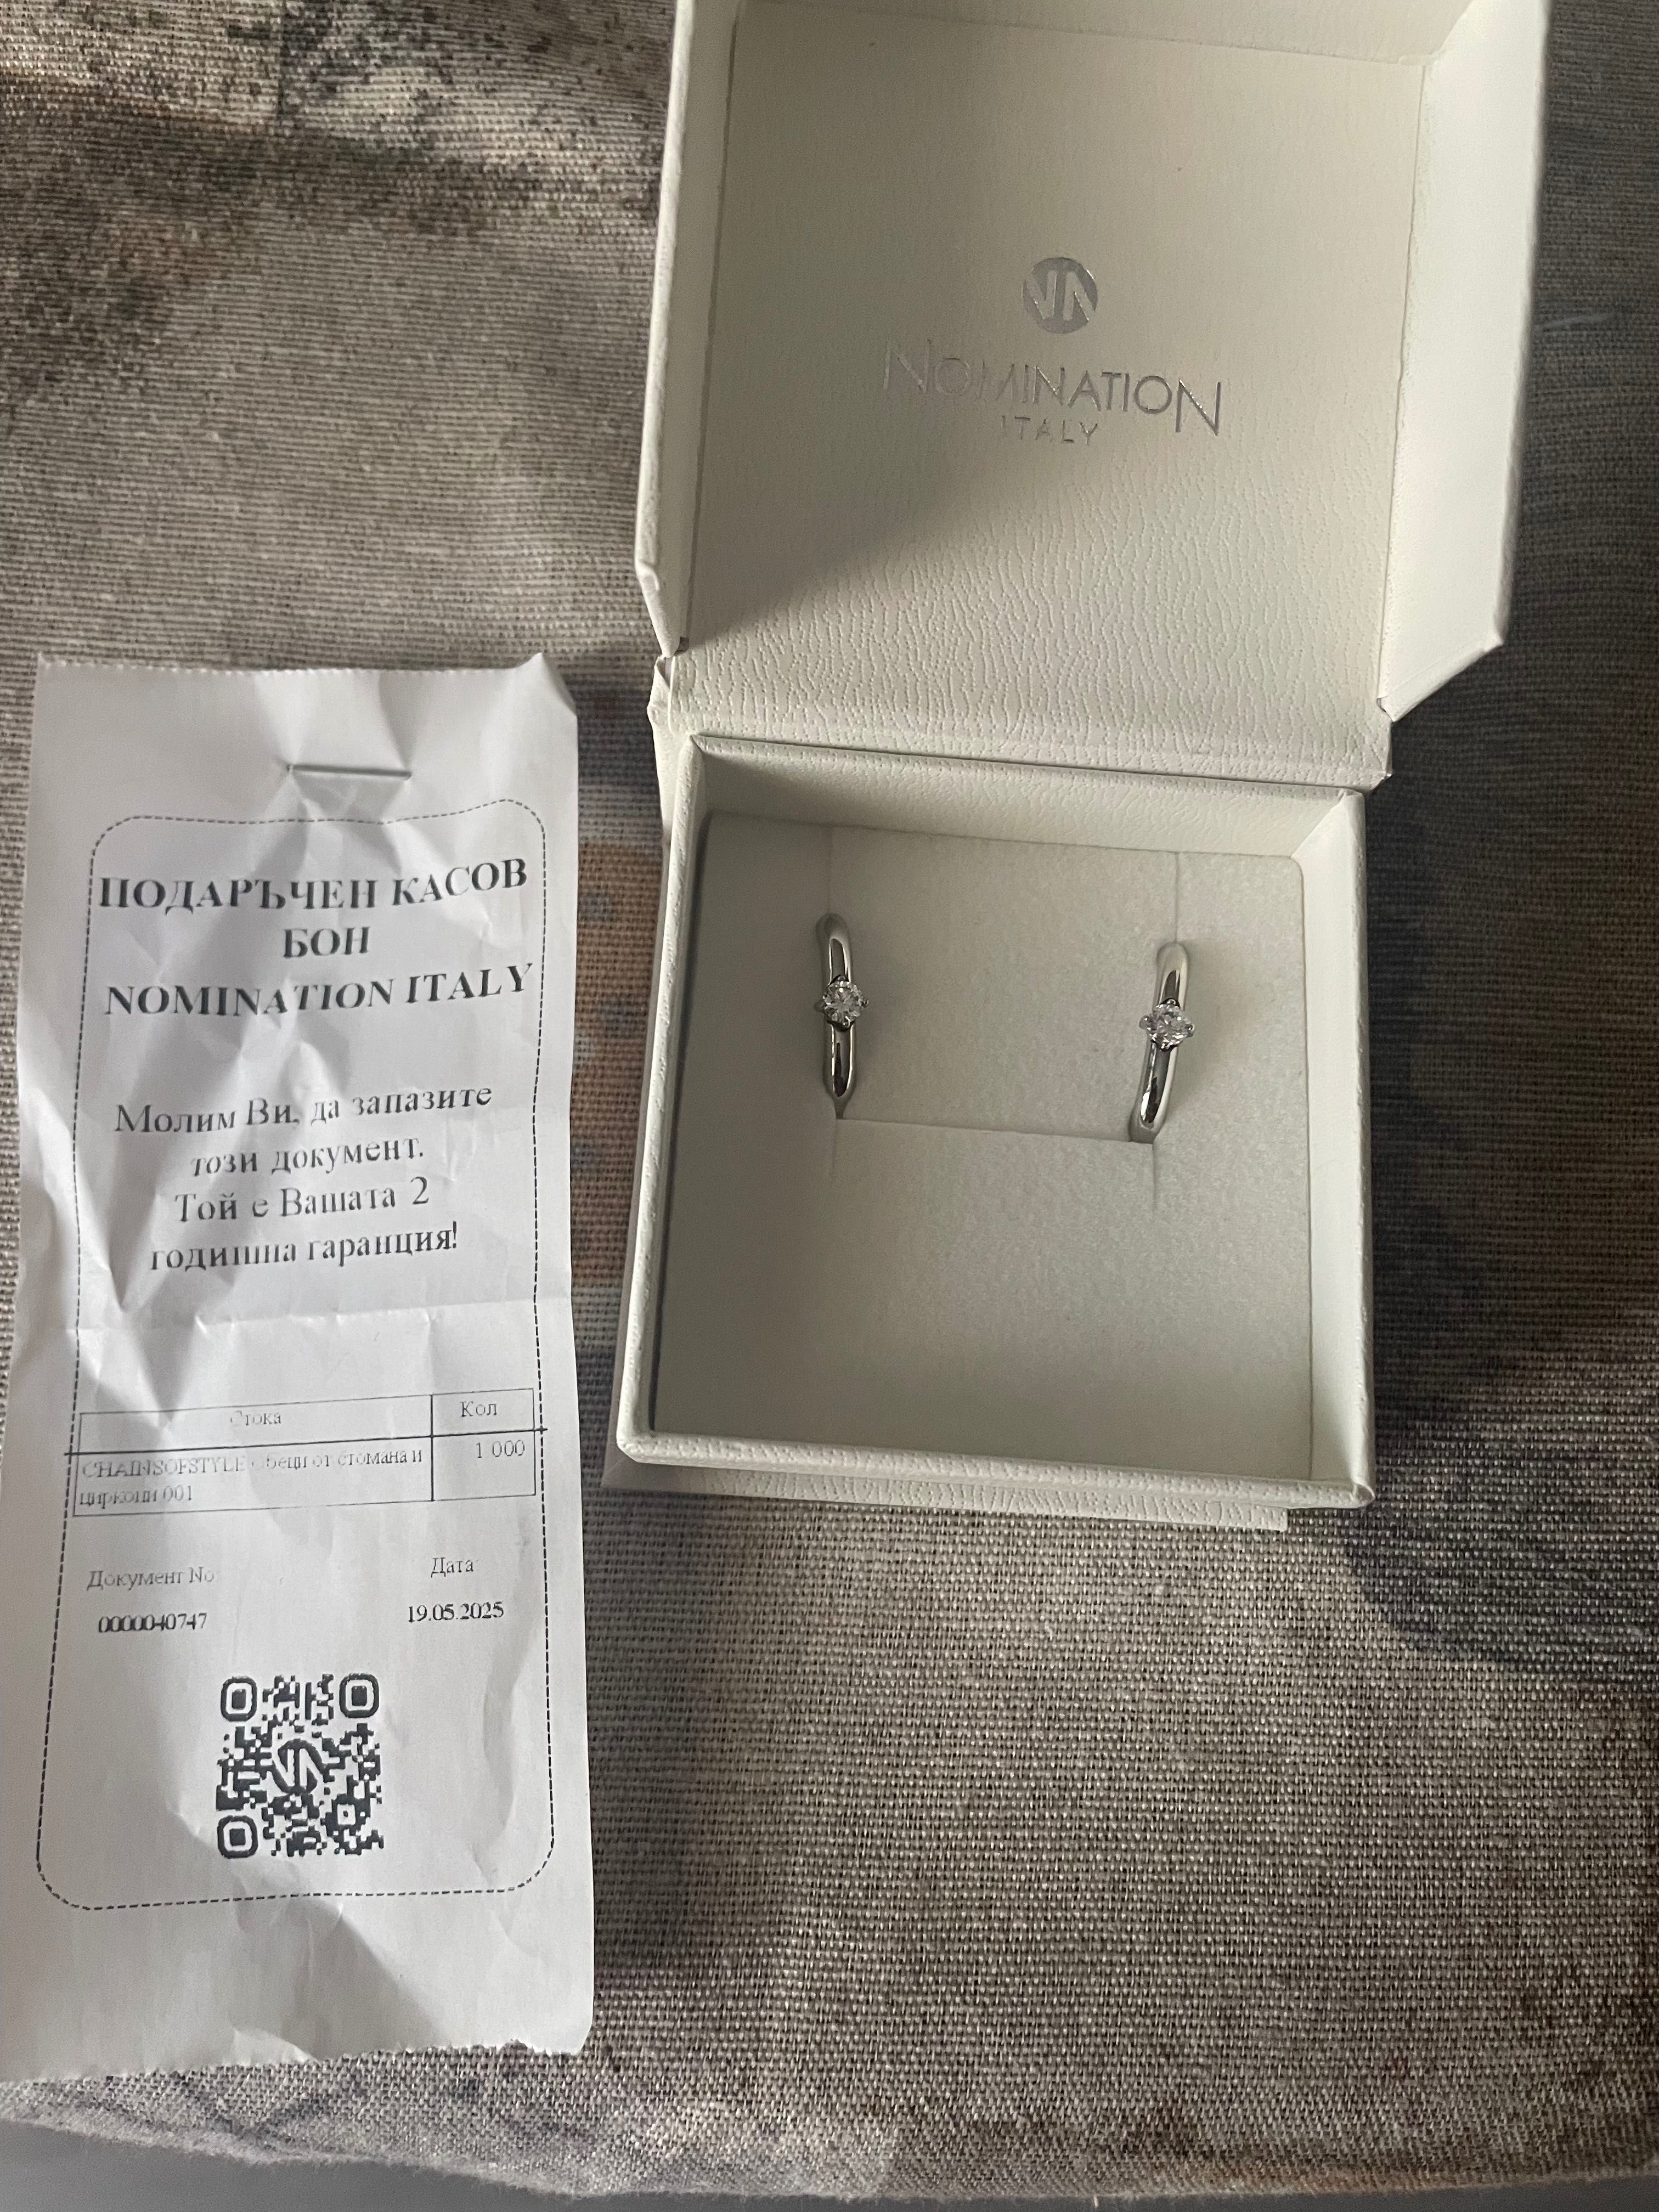 NOMINATION
ITALY
ПОДАРЪЧЕН КАСОВ
БОН
NOMINATION ITALY
Молим Ви, да запазите
този документ.
Той е Вашата 2
годишна гаранция!
Стока Кол
CHAINSOFSTYLE Обеци от стомана и 1 000
циркони 001
Документ No Дата
0000040747 19.05.2025